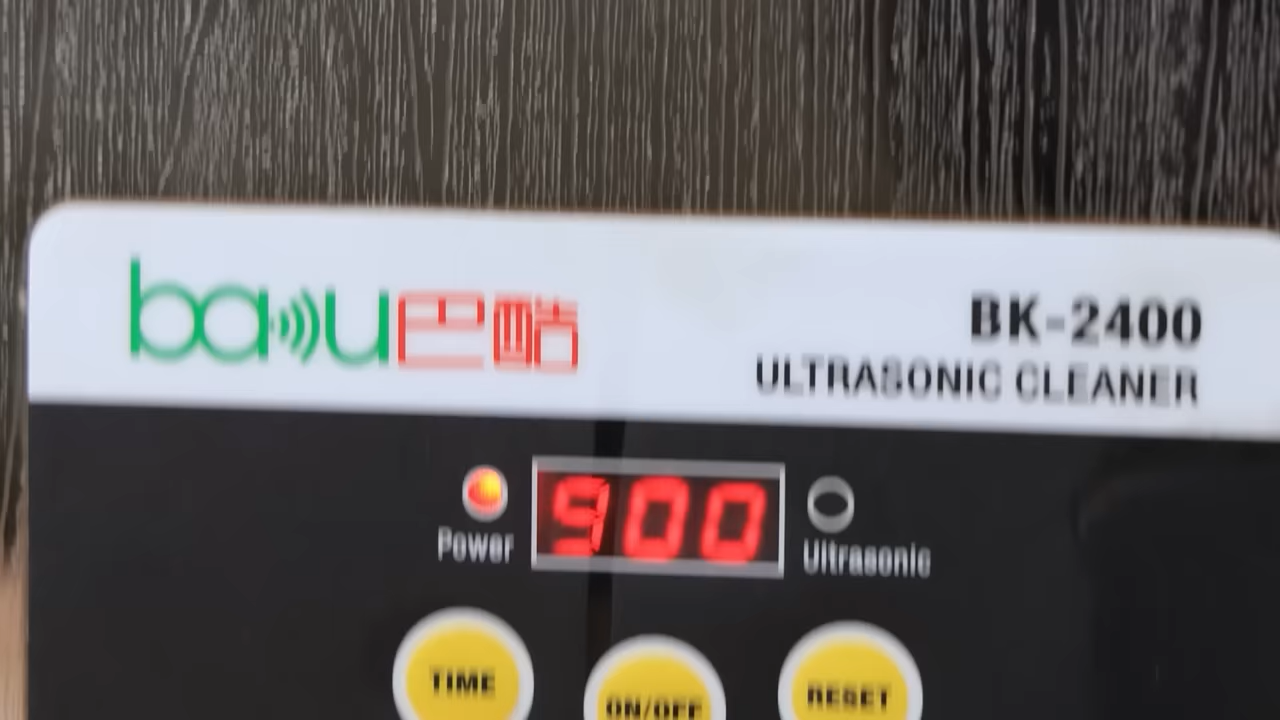 baku巴酷
BK-2400
ULTRASONIC CLEANER
Power
900
Ultrasonic
TIME
ON/OFF
RESET